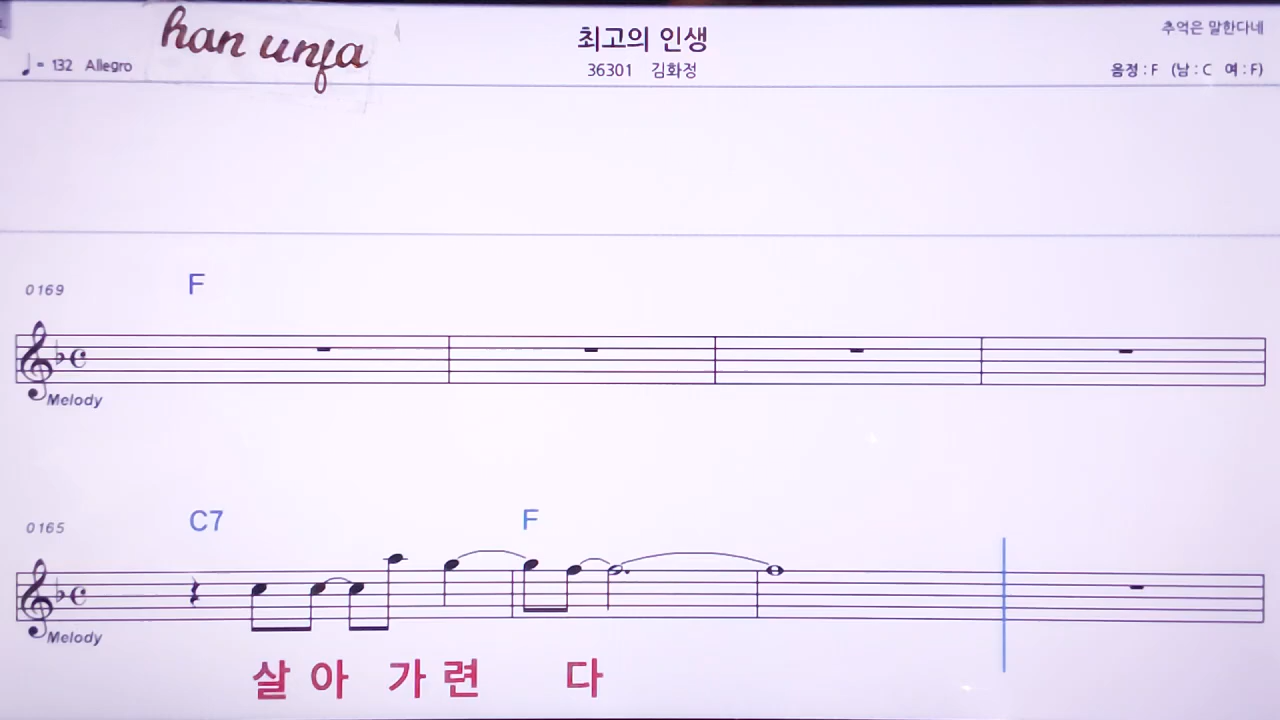 han unfa
최고의 인생
추억은 말한다네
♩ = 132 Allegro
36301 김화정
음정 : F (남 : C 여 : F)
0169
F
Melody
0165
C7 F
Melody
살 아 가 련 다